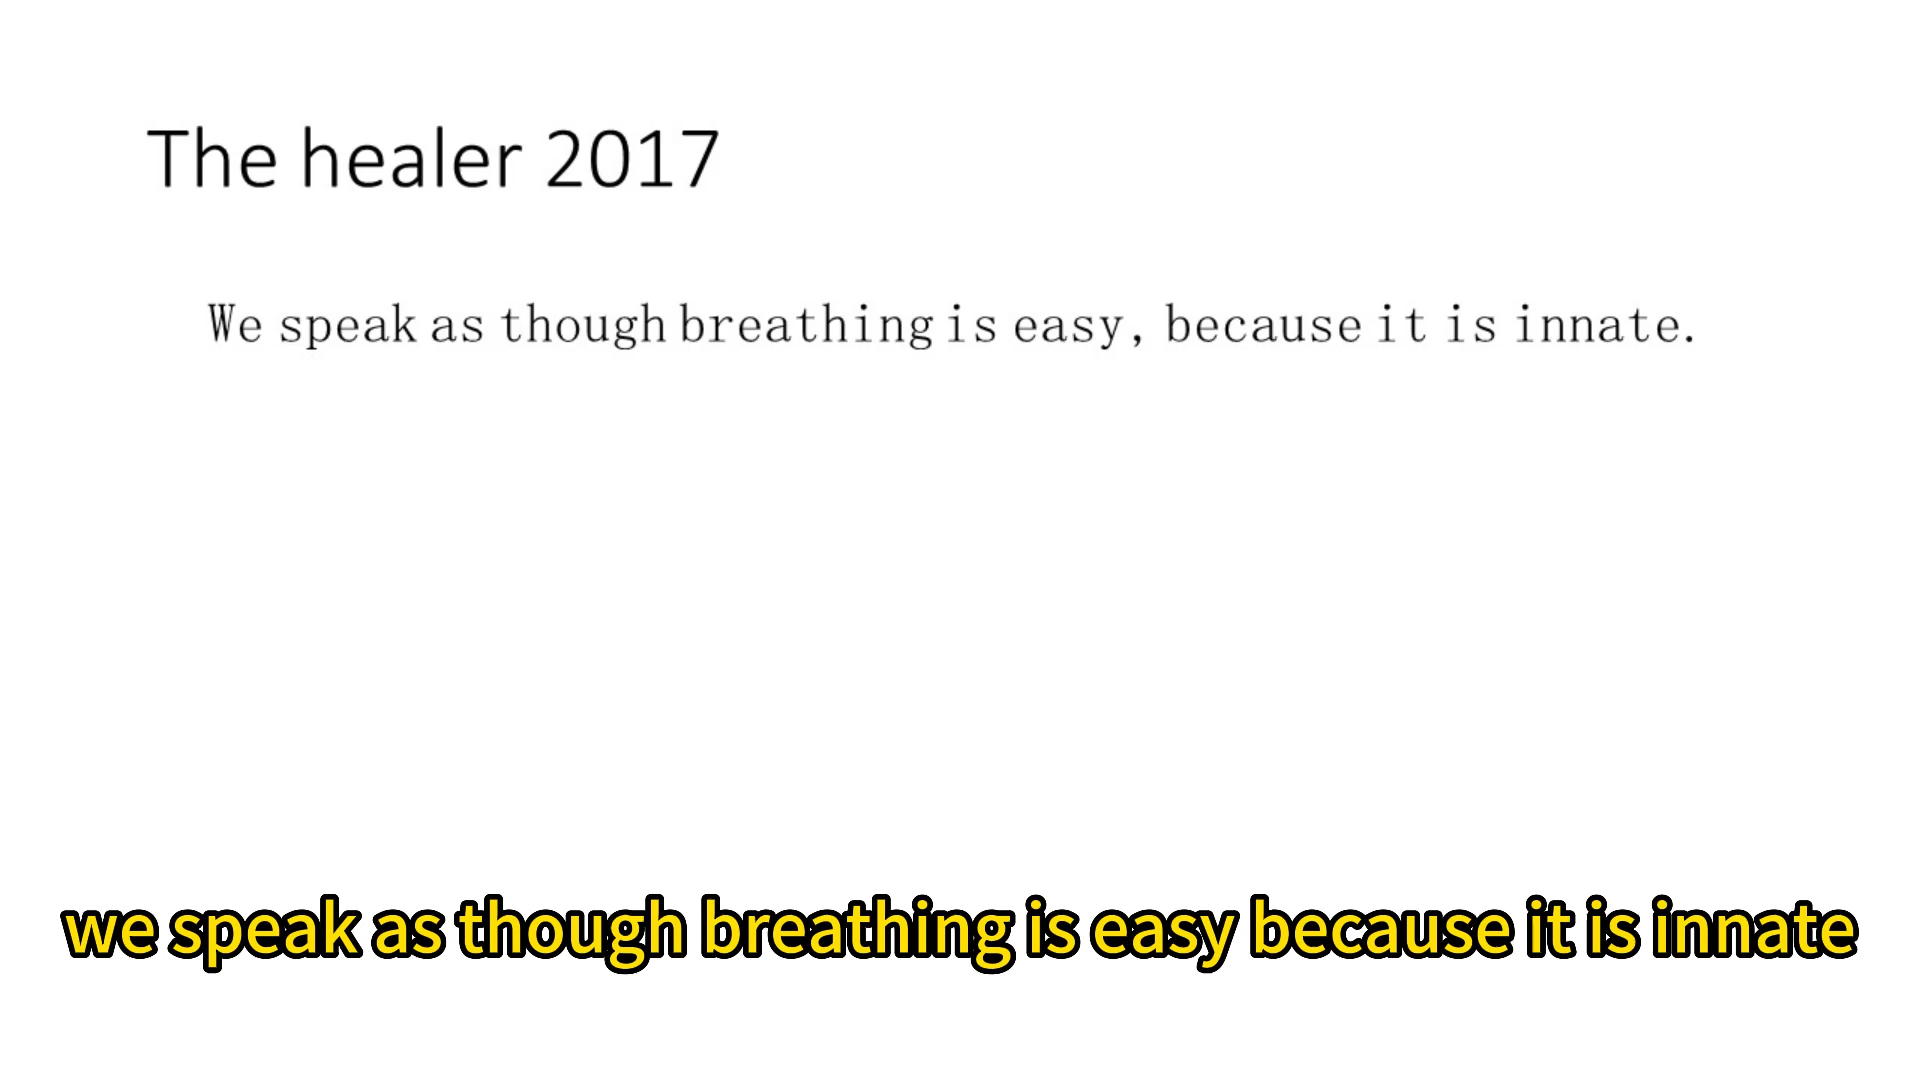 The healer 2017
We speak as though breathing is easy, because it is innate.
we speak as though breathing is easy because it is innate